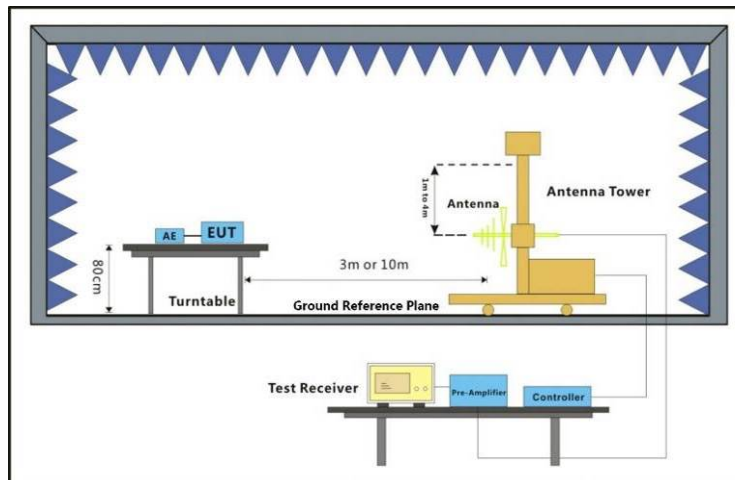 1m to 4m
Antenna
Antenna Tower
AE
EUT
80cm
3m or 10m
Turntable
Ground Reference Plane
Test Receiver
Pre-Amplifier
Controller